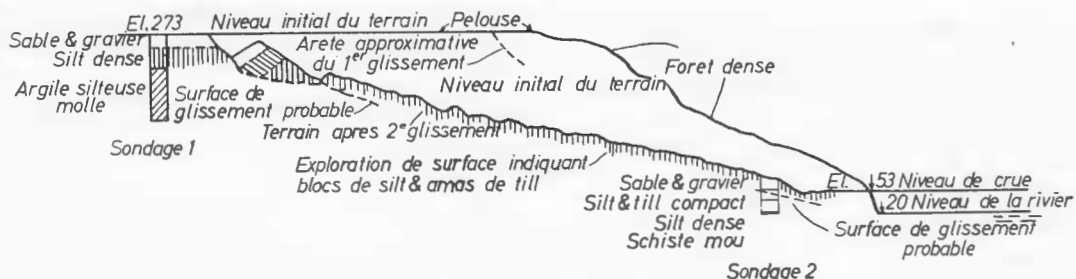 El. 273
Niveau initial du terrain
Pelouse
Sable & gravier
Silt dense
Argile silteuse
molle
Sondage 1
Surface de
glissement probable
Arete approximative
du 1er glissement
Niveau initial du terrain
Foret dense
Terrain apres 2e glissement
Exploration de surface indiquant
blocs de silt & amas de till
Sable & gravier
Silt & till compact
Silt dense
Schiste mou
Sondage 2
El.
53 Niveau de crue
20 Niveau de la rivier
Surface de glissement
probable